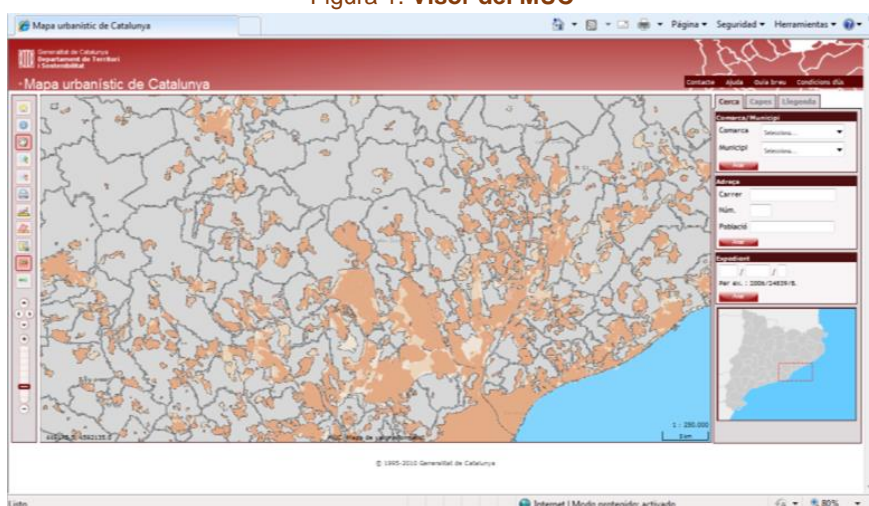 Figura 1. Visor del MUC
Mapa urbanístic de Catalunya
Página
Seguridad
Herramientas
Generalitat de Catalunya
Departament de Territori
i Sostenibilitat
Mapa urbanístic de Catalunya
Contacte
Ajuda
Guia breu
Condicions d'ús
Cerca
Capes
Llegenda
Comarca/Municipi
Comarca
Municipi
Adreça
Carrer
Núm.
Població
Expedient
/ /
Per ex. : 2006/24839/B.
1 : 250.000
© 1995-2010 Generalitat de Catalunya
Listo
Internet | Modo protegido: activado
80%